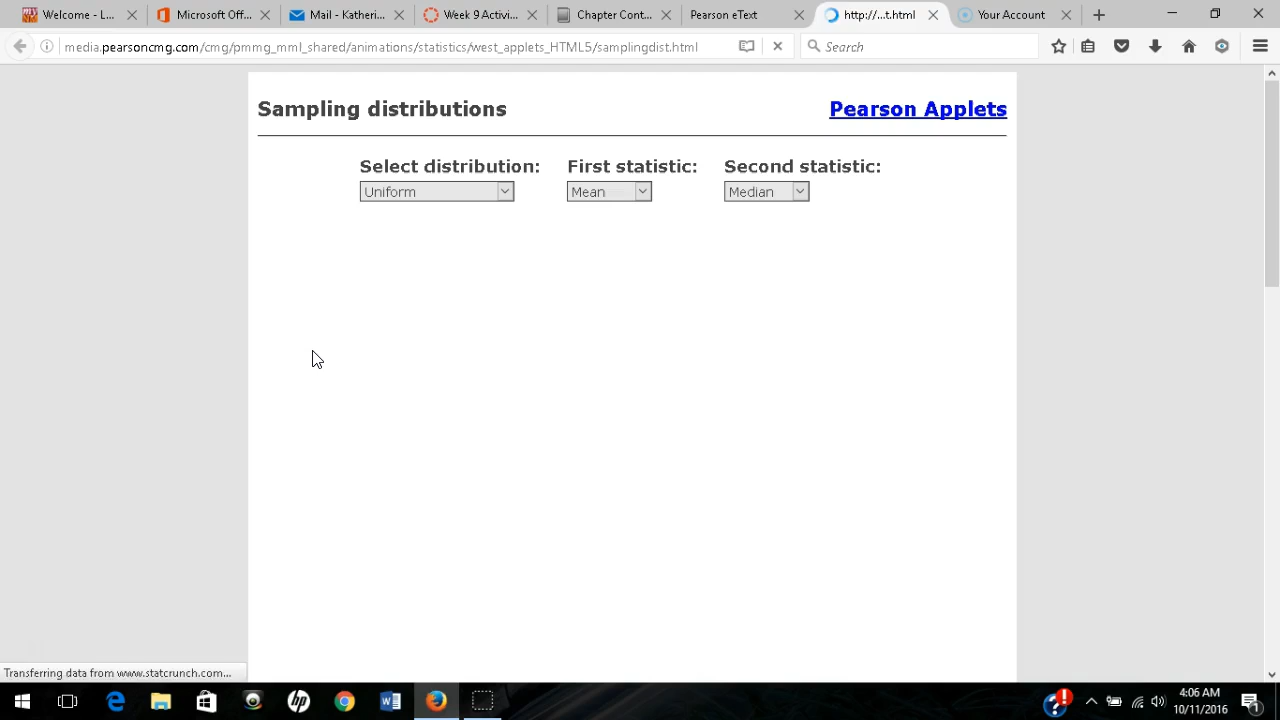 Welcome - L...
Microsoft Off...
Mail - Katheri...
Week 9 Activi...
Chapter Cont...
Pearson eText
http:/...t.html
Your Account
media.pearsoncmg.com/cmg/pmmg_mml_shared/animations/statistics/west_applets_HTML5/samplingdist.html
Search
Sampling distributions
Pearson Applets
Select distribution: First statistic: Second statistic:
Uniform Mean Median
Transferring data from www.statcrunch.com...
4:06 AM
10/11/2016